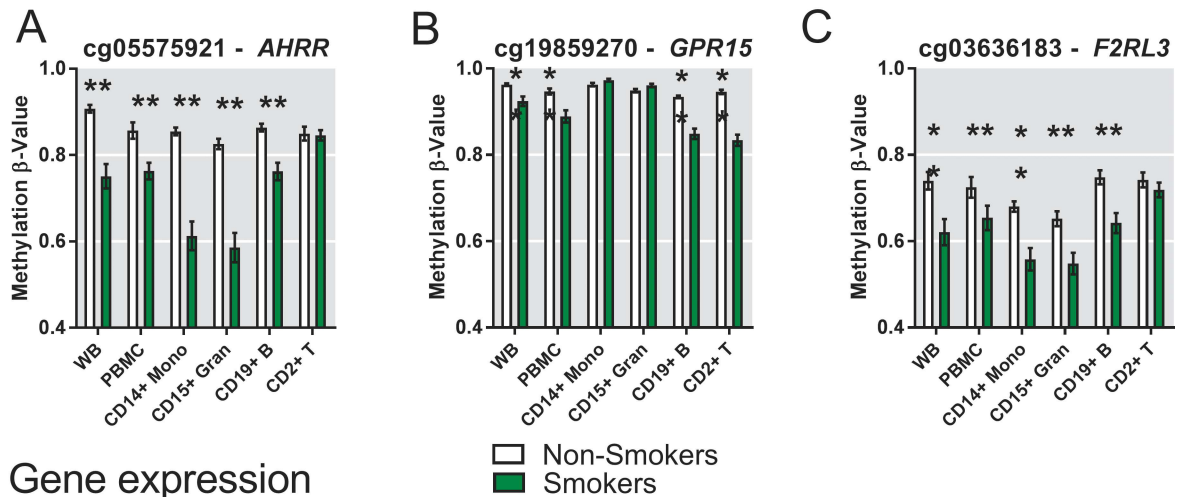 A
cg05575921 - AHRR
Methylation β-Value
1.0
0.8
0.6
0.4
** ** ** ** **
WB
PBMC
CD14+ Mono
CD15+ Gran
CD19+ B
CD2+ T
B
cg19859270 - GPR15
Methylation β-Value
1.0
0.8
0.6
0.4
* * * *
* * * *
WB
PBMC
CD14+ Mono
CD15+ Gran
CD19+ B
CD2+ T
C
cg03636183 - F2RL3
Methylation β-Value
1.0
0.8
0.6
0.4
* ** * ** **
* *
WB
PBMC
CD14+ Mono
CD15+ Gran
CD19+ B
CD2+ T
Non-Smokers
Smokers
Gene expression